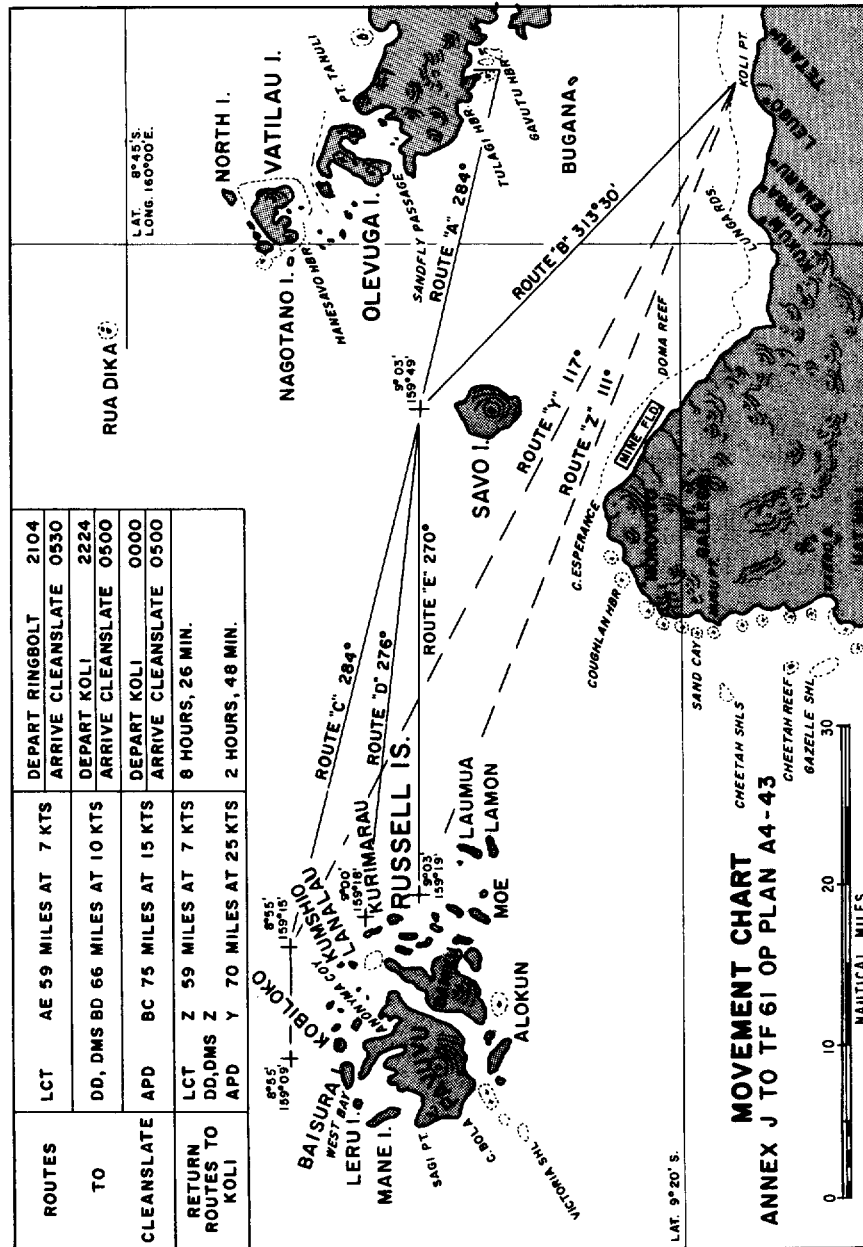 ROUTES
TO
CLEANSLATE
LCT AE 59 MILES AT 7 KTS
DEPART RINGBOLT 2104
ARRIVE CLEANSLATE 0530
DD, DMS BD 66 MILES AT 10 KTS
DEPART KOLI 2224
ARRIVE CLEANSLATE 0500
APD BC 75 MILES AT 15 KTS
DEPART KOLI 0000
ARRIVE CLEANSLATE 0500
RETURN
ROUTES TO
KOLI
LCT Z 59 MILES AT 7 KTS 8 HOURS, 26 MIN.
DD,DMS Z
APD Y 70 MILES AT 25 KTS 2 HOURS, 48 MIN.
RUA DIKA
LAT. 8°45'S.
LONG. 160°00'E.
NORTH I.
VATILAU I.
NAGOTANO I.
HANESAVO HBR
OLEVUGA I.
PT. TANULI
SANDFLY PASSAGE
TULAGI HBR.
GAVUTU HBR.
BUGANA
ROUTE "A" 284°
ROUTE "B" 313°30'
9° 03'
159°49'
SAVO I.
ROUTE "C" 284°
ROUTE "D" 276°
ROUTE "E" 270°
ROUTE "Y" 117°
ROUTE "Z" 111°
8°55'
159°09'
8°55'
159°15'
9°00'
159°18'
9°03'
159°19'
KOBILOKO
ANONYMA COT
KUMSHIO
LANALAU
KURIMARAU
RUSSELL IS.
BAISURA I.
WEST BAY
LERU I.
MANE I.
SAGI PT.
C. BOLA
VICTORIA SHL
ALOKUN
MOE
LAUMUA
LAMON
C. ESPERANCE
MINE FLD
DOMA REEF
LUNGA RDS.
KOLI PT.
KUKUM
LUNGA
TENARU
TETARU
COUGHLAN HBR
SAND CAY
CHEETAH SHLS
CHEETAH REEF
GAZELLE SHL
LAT. 9°20' S.
MOVEMENT CHART
ANNEX J TO TF 61 OP PLAN A4-43
0 10 20 30
NAUTICAL MILES